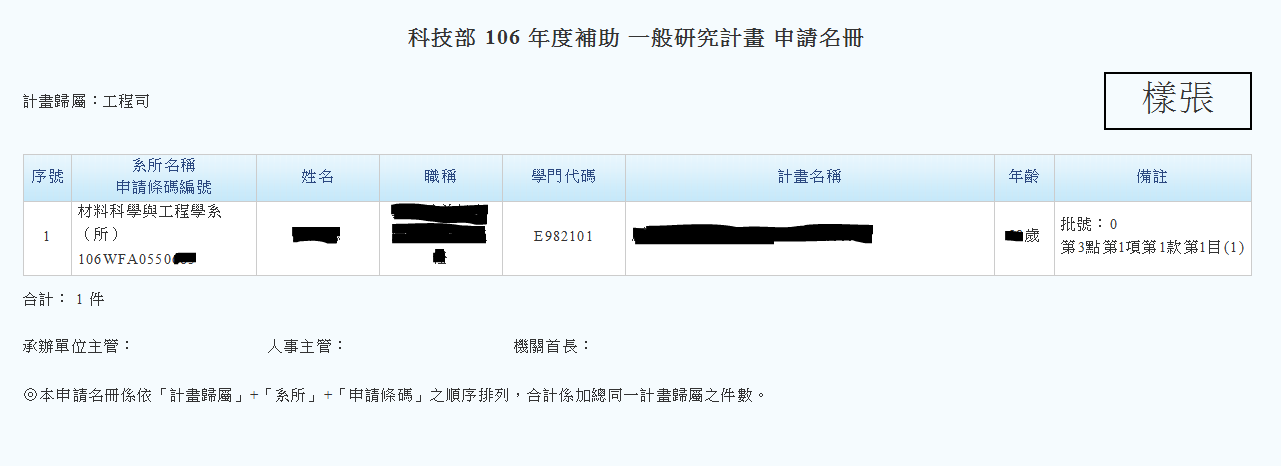 科技部 106 年度補助 一般研究計畫 申請名冊
計畫歸屬：工程司
樣張
序號 系所名稱 申請條碼編號 姓名 職稱 學門代碼 計畫名稱 年齡 備註
1 材料科學與工程學系（所） 106WFA0550 E982101 歲 批號：0
第3點第1項第1款第1目(1)
合計： 1 件
承辦單位主管： 人事主管： 機關首長：
◎本申請名冊係依「計畫歸屬」+「系所」+「申請條碼」之順序排列，合計係加總同一計畫歸屬之件數。